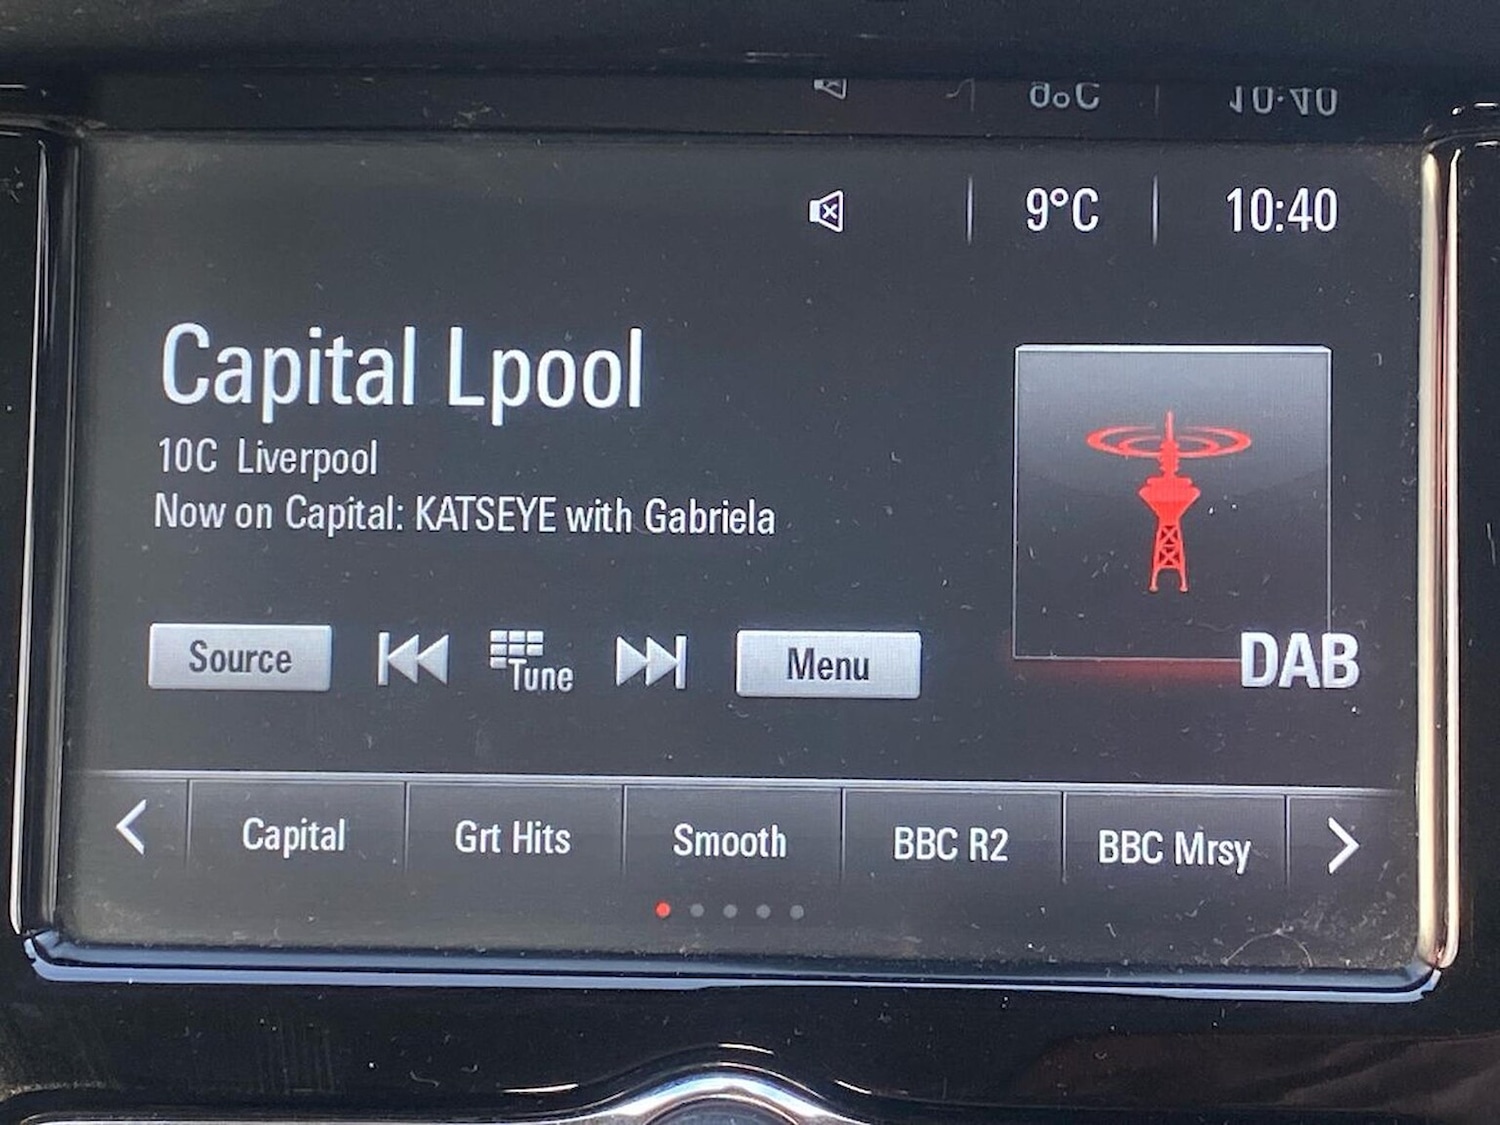 9°C 10:40
Capital Lpool
10C Liverpool
Now on Capital: KATSEYE with Gabriela
DAB
Source Tune Menu
Capital Grt Hits Smooth BBC R2 BBC Mrsy